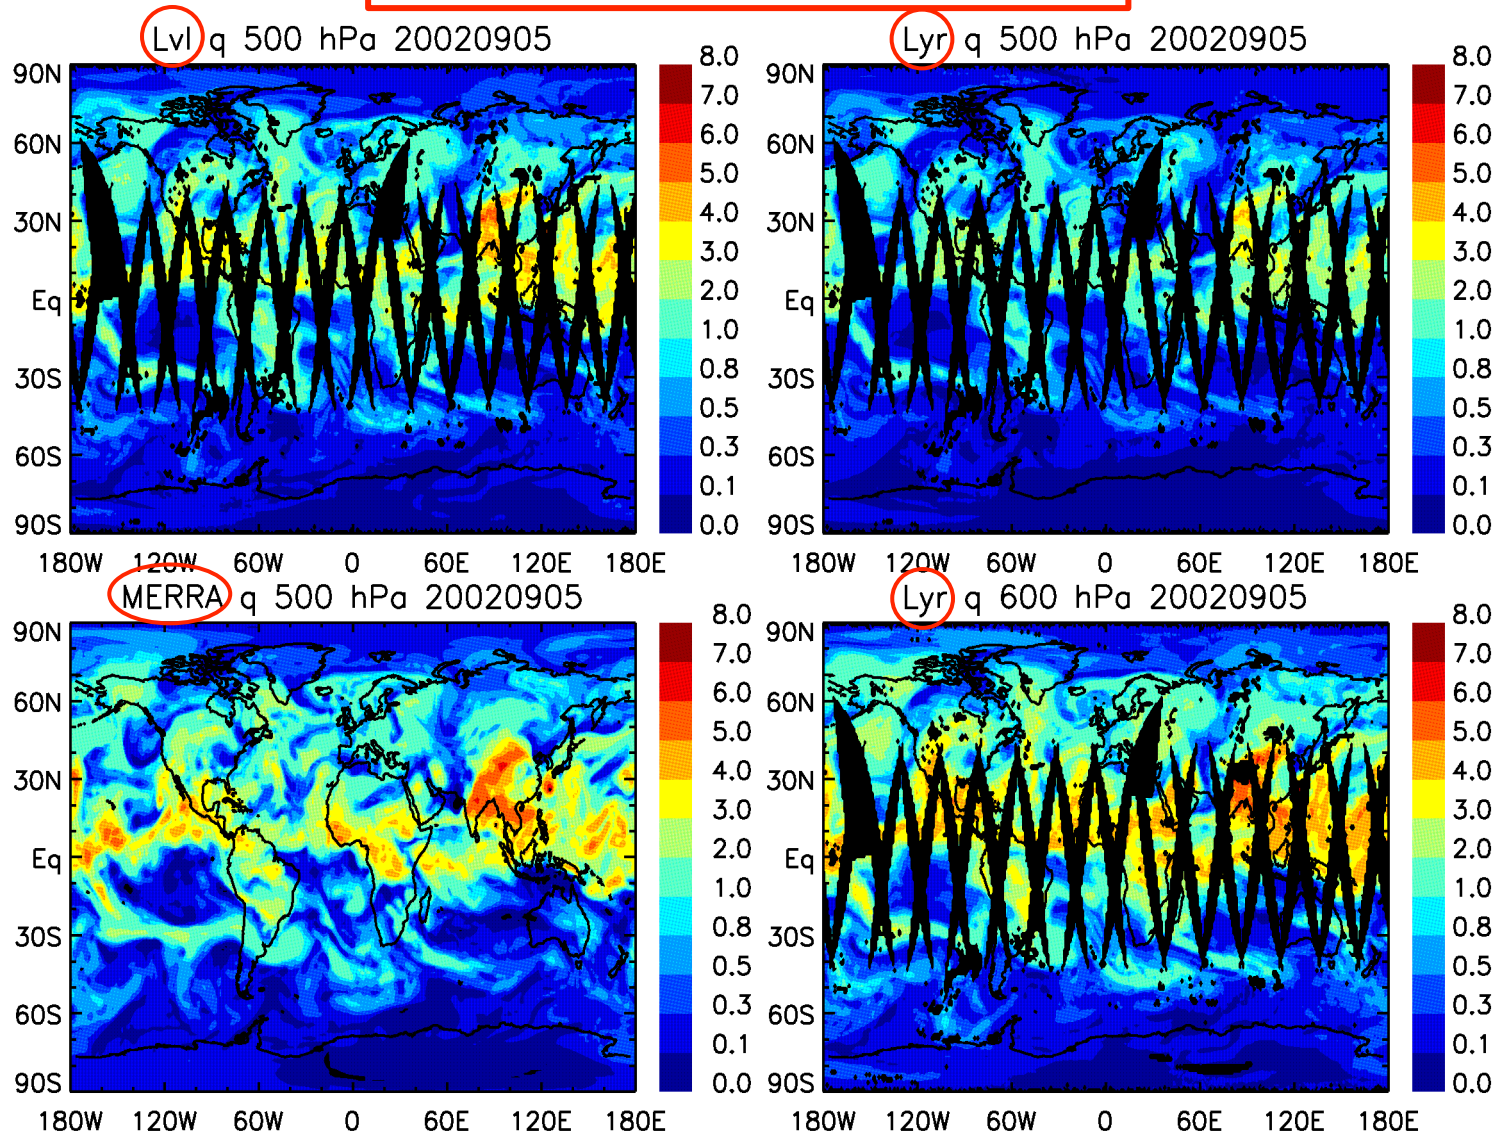 Lvl q 500 hPa 20020905
90N
60N
30N
Eq
30S
60S
90S
180W 120W 60W 0 60E 120E 180E
8.0
7.0
6.0
5.0
4.0
3.0
2.0
1.0
0.8
0.5
0.3
0.1
0.0
Lyr q 500 hPa 20020905
90N
60N
30N
Eq
30S
60S
90S
180W 120W 60W 0 60E 120E 180E
8.0
7.0
6.0
5.0
4.0
3.0
2.0
1.0
0.8
0.5
0.3
0.1
0.0
MERRA q 500 hPa 20020905
90N
60N
30N
Eq
30S
60S
90S
180W 120W 60W 0 60E 120E 180E
8.0
7.0
6.0
5.0
4.0
3.0
2.0
1.0
0.8
0.5
0.3
0.1
0.0
Lyr q 600 hPa 20020905
90N
60N
30N
Eq
30S
60S
90S
180W 120W 60W 0 60E 120E 180E
8.0
7.0
6.0
5.0
4.0
3.0
2.0
1.0
0.8
0.5
0.3
0.1
0.0